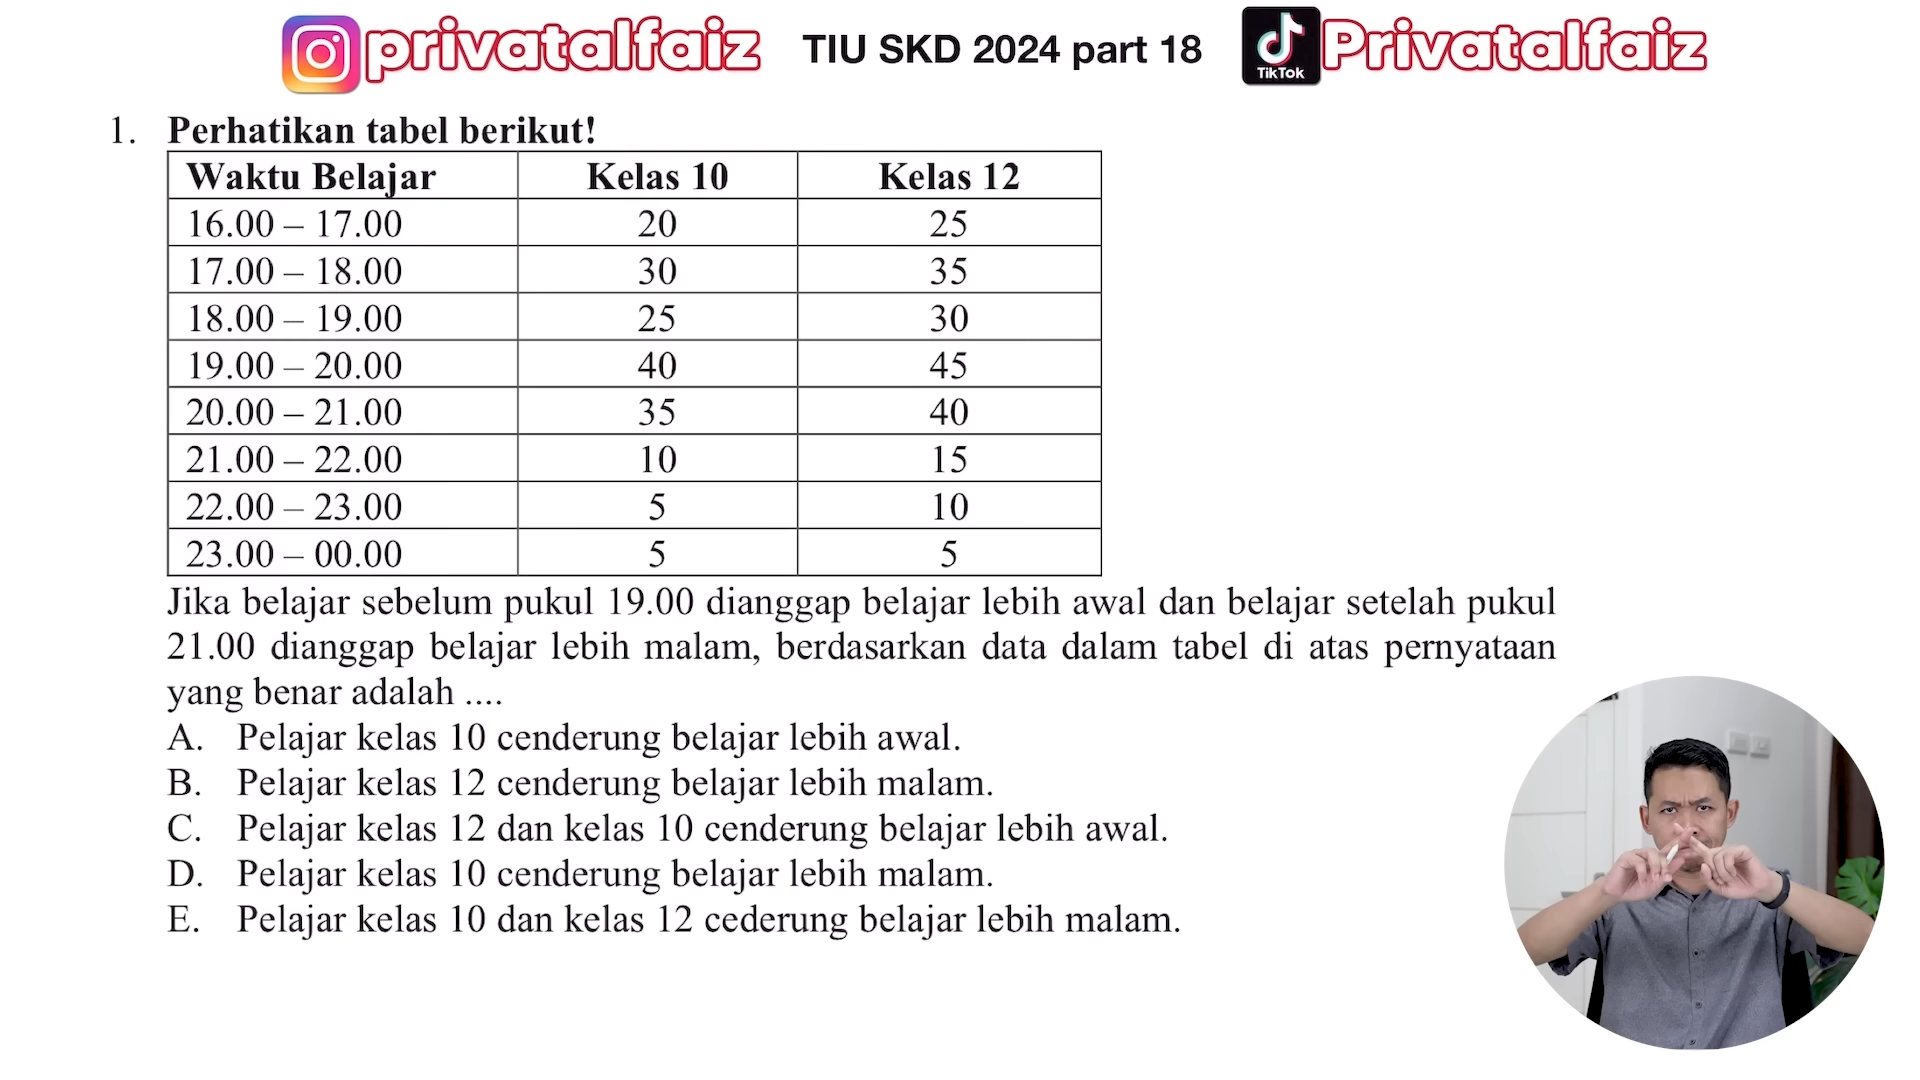 privatalfaiz TIU SKD 2024 part 18 TikTok Privatalfaiz
1. Perhatikan tabel berikut!
Waktu Belajar Kelas 10 Kelas 12
16.00 – 17.00 20 25
17.00 – 18.00 30 35
18.00 – 19.00 25 30
19.00 – 20.00 40 45
20.00 – 21.00 35 40
21.00 – 22.00 10 15
22.00 – 23.00 5 10
23.00 – 00.00 5 5
Jika belajar sebelum pukul 19.00 dianggap belajar lebih awal dan belajar setelah pukul
21.00 dianggap belajar lebih malam, berdasarkan data dalam tabel di atas pernyataan
yang benar adalah ....
A. Pelajar kelas 10 cenderung belajar lebih awal.
B. Pelajar kelas 12 cenderung belajar lebih malam.
C. Pelajar kelas 12 dan kelas 10 cenderung belajar lebih awal.
D. Pelajar kelas 10 cenderung belajar lebih malam.
E. Pelajar kelas 10 dan kelas 12 cederung belajar lebih malam.